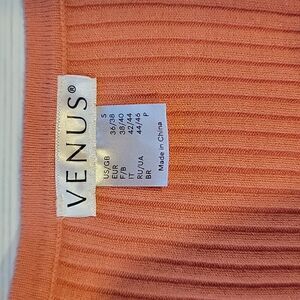 VENUS®
US/GB S
EUR 36/38
F/B 38/40
IT 42/44
RU/UA 44/46
BR P
Made in China